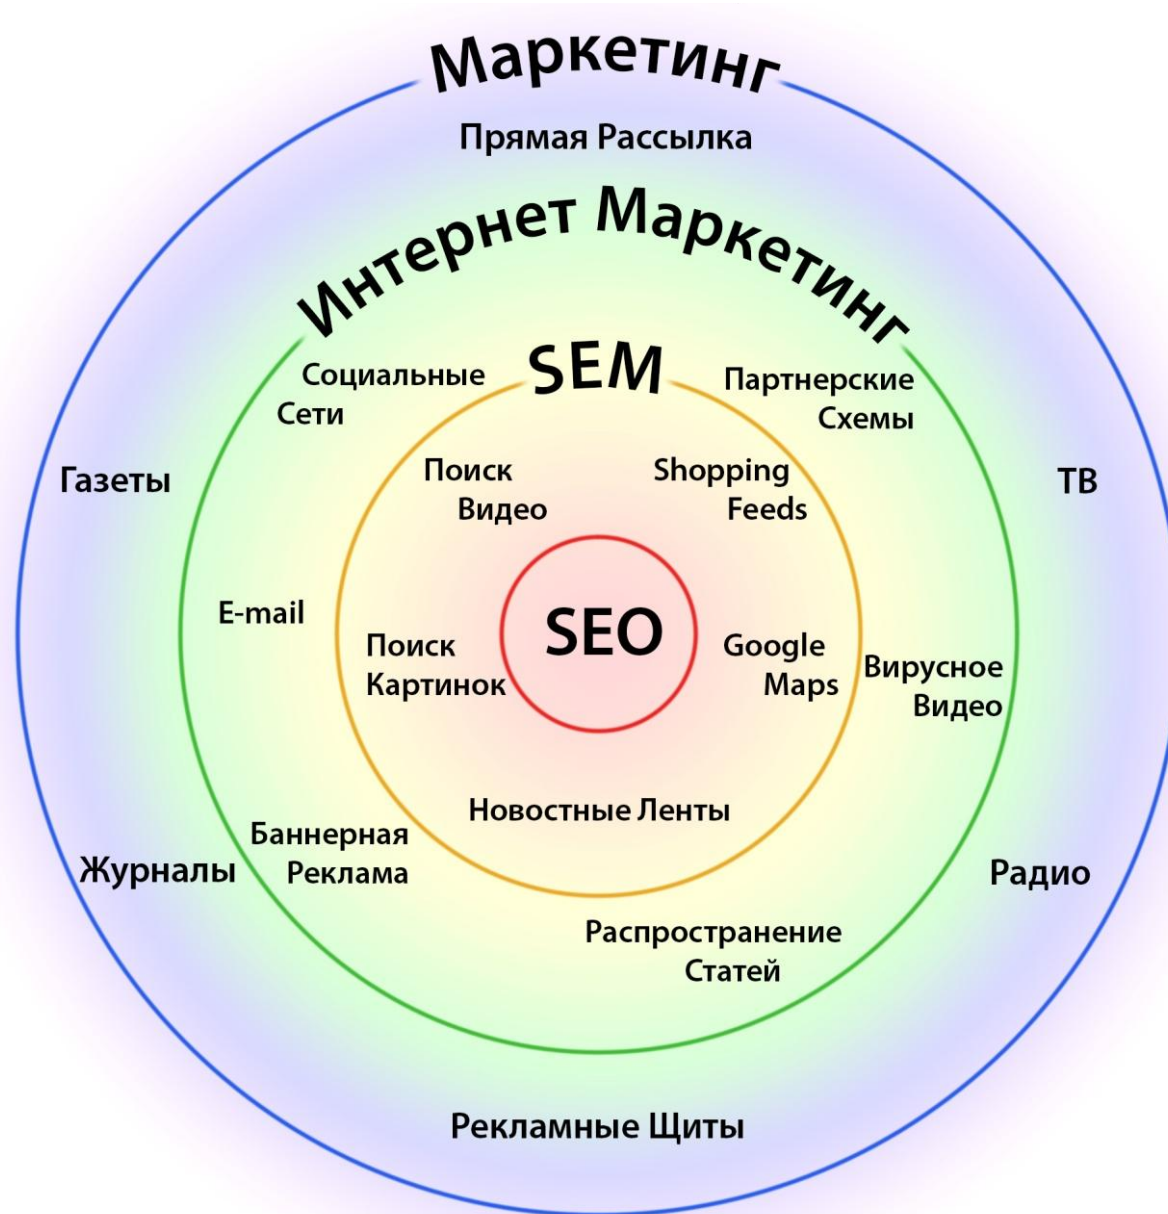 Маркетинг
Прямая Рассылка
Интернет Маркетинг
SEM
Социальные
Сети
Партнерские
Схемы
Газеты
Поиск
Видео
Shopping
Feeds
ТВ
E-mail
Поиск
Картинок
SEO
Google
Maps
Вирусное
Видео
Новостные Ленты
Журналы
Баннерная
Реклама
Радио
Распространение
Статей
Рекламные Щиты